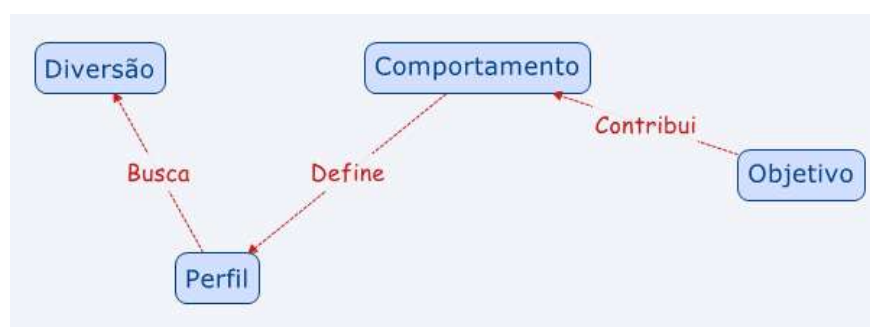 Diversão
Comportamento
Contribui
Busca
Define
Objetivo
Perfil